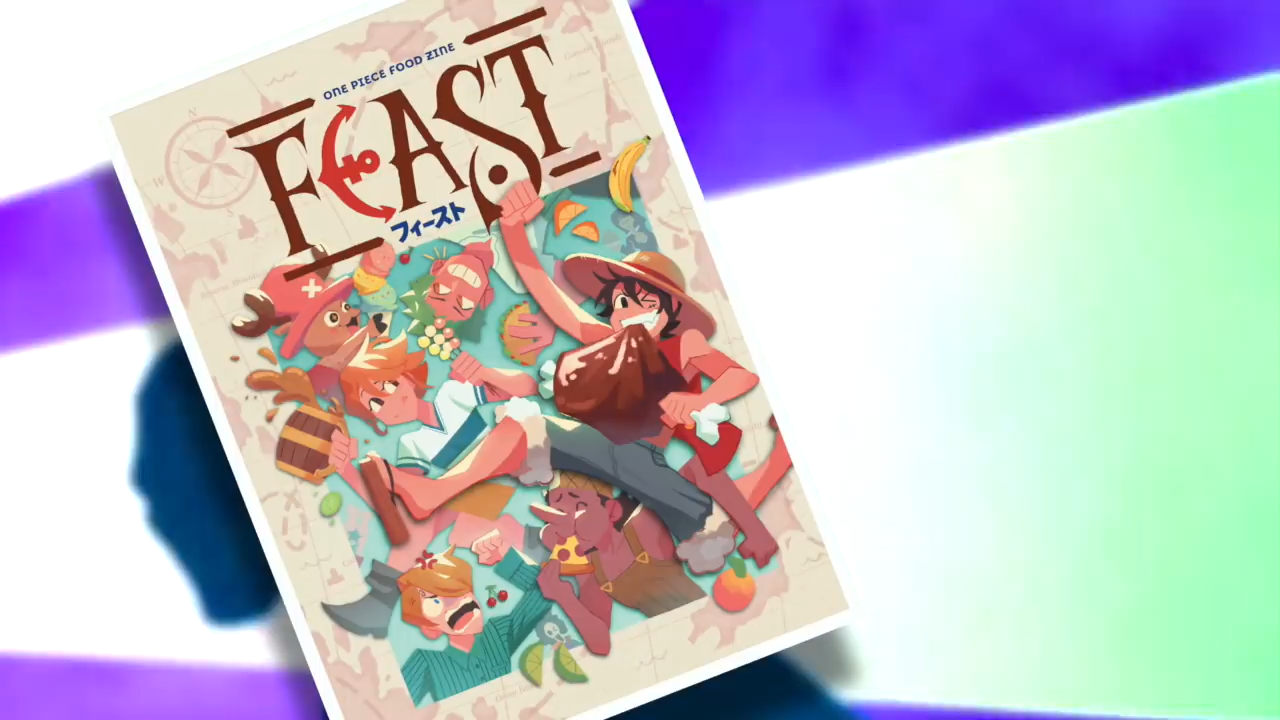 ONE PIECE FOOD ZINE
FEAST
フィースト
N
W
S